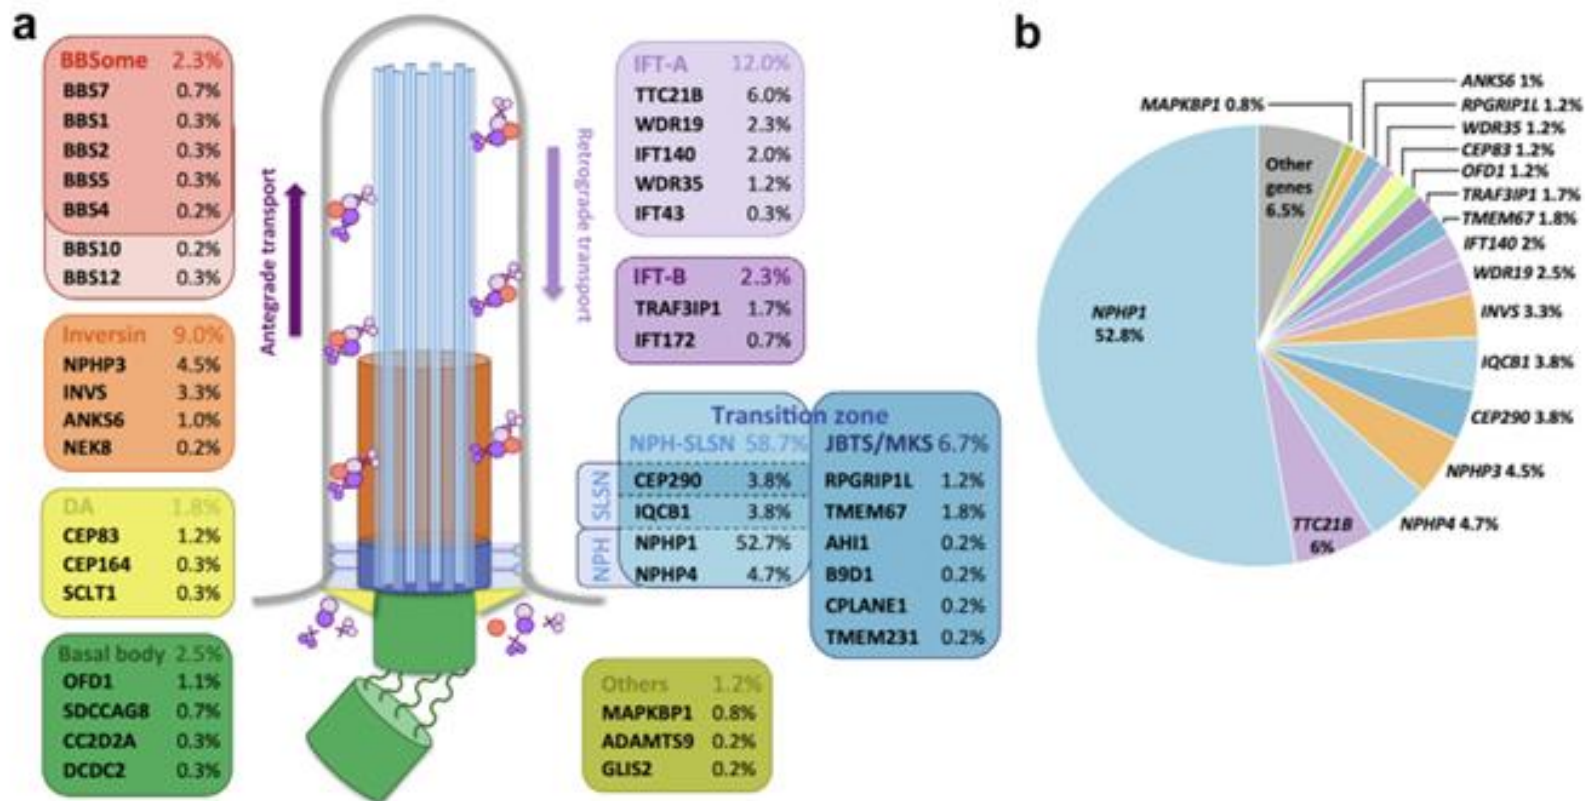 a
BBSome 2.3%
BBS7 0.7%
BBS1 0.3%
BBS2 0.3%
BBS5 0.3%
BBS4 0.2%
BBS10 0.2%
BBS12 0.3%
Inversin 9.0%
NPHP3 4.5%
INVS 3.3%
ANKS6 1.0%
NEK8 0.2%
DA 1.8%
CEP83 1.2%
CEP164 0.3%
SCLT1 0.3%
Basal body 2.5%
OFD1 1.1%
SDCCAG8 0.7%
CC2D2A 0.3%
DCDC2 0.3%
Antegrade transport
Retrograde transport
IFT-A 12.0%
TTC21B 6.0%
WDR19 2.3%
IFT140 2.0%
WDR35 1.2%
IFT43 0.3%
IFT-B 2.3%
TRAF3IP1 1.7%
IFT172 0.7%
Transition zone
NPH-SLSN 58.7%
SLSN
CEP290 3.8%
IQCB1 3.8%
NPH
NPHP1 52.7%
NPHP4 4.7%
JBTS/MKS 6.7%
RPGRIP1L 1.2%
TMEM67 1.8%
AHI1 0.2%
B9D1 0.2%
CPLANE1 0.2%
TMEM231 0.2%
Others 1.2%
MAPKBP1 0.8%
ADAMTS9 0.2%
GLIS2 0.2%
b
MAPKBP1 0.8%
ANKS6 1%
RPGRIP1L 1.2%
WDR35 1.2%
CEP83 1.2%
OFD1 1.2%
TRAF3IP1 1.7%
TMEM67 1.8%
IFT140 2%
WDR19 2.5%
INVS 3.3%
IQCB1 3.8%
CEP290 3.8%
NPHP3 4.5%
NPHP4 4.7%
TTC21B
6%
NPHP1
52.8%
Other
genes
6.5%